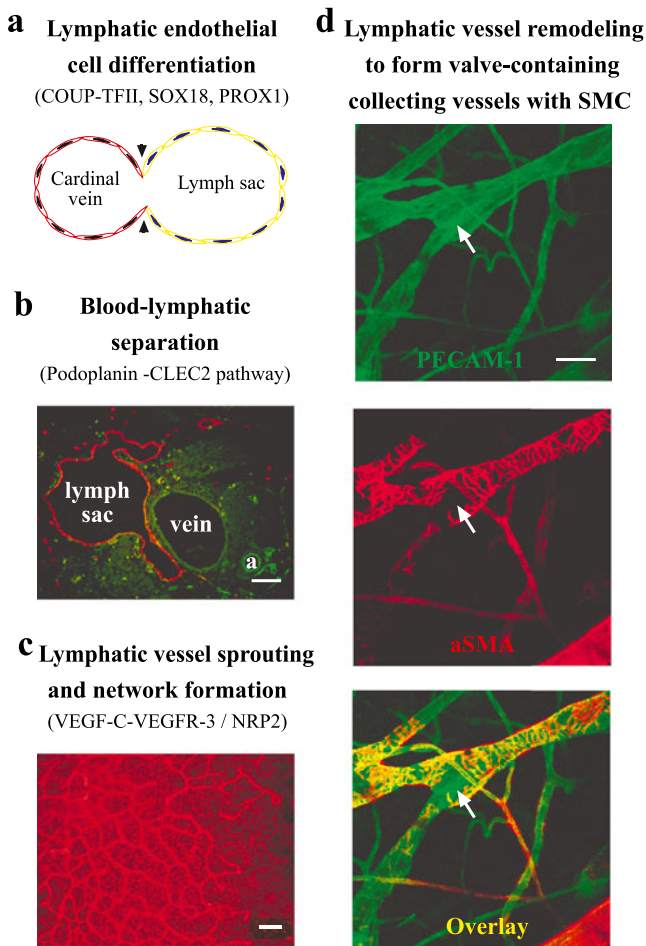 a
Lymphatic endothelial
cell differentiation
(COUP-TFII, SOX18, PROX1)
Cardinal
vein
Lymph sac
b
Blood-lymphatic
separation
(Podoplanin -CLEC2 pathway)
lymph
sac
vein
a
c
Lymphatic vessel sprouting
and network formation
(VEGF-C-VEGFR-3 / NRP2)
d
Lymphatic vessel remodeling
to form valve-containing
collecting vessels with SMC
PECAM-1
aSMA
Overlay